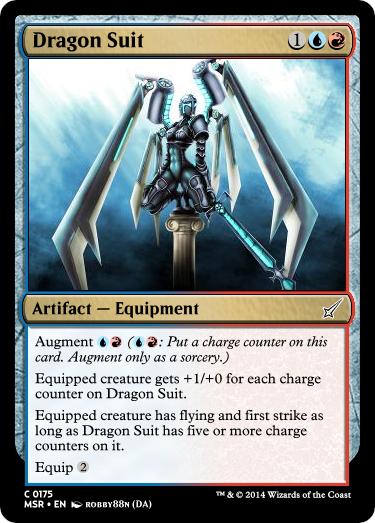 Dragon Suit 1
Artifact — Equipment
Augment (: Put a charge counter on this
card. Augment only as a sorcery.)
Equipped creature gets +1/+0 for each charge
counter on Dragon Suit.
Equipped creature has flying and first strike as
long as Dragon Suit has five or more charge
counters on it.
Equip 2
C 0175
MSR • EN ROBBY88N (DA)
™ & © 2014 Wizards of the Coast